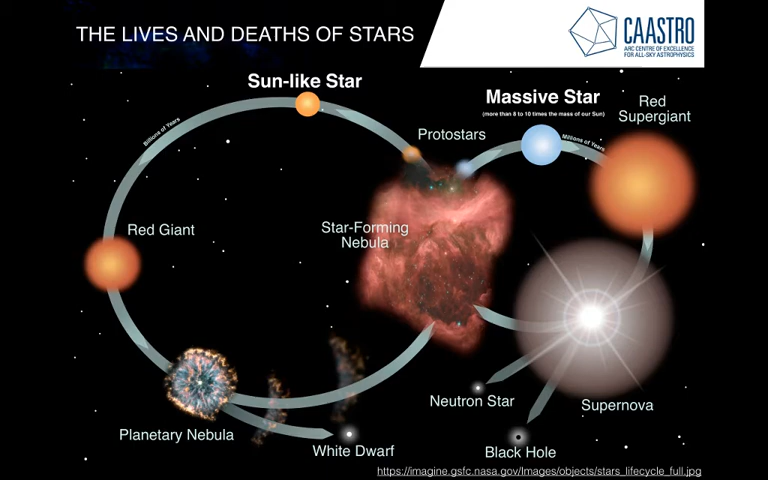 THE LIVES AND DEATHS OF STARS
CAASTRO
ARC CENTRE OF EXCELLENCE
FOR ALL-SKY ASTROPHYSICS
Sun-like Star
Massive Star
(more than 8 to 10 times the mass of our Sun)
Red
Supergiant
Protostars
Billions of Years
Millions of Years
Star-Forming
Nebula
Red Giant
Neutron Star
Supernova
Planetary Nebula
White Dwarf
Black Hole
https://imagine.gsfc.nasa.gov/Images/objects/stars_lifecycle_full.jpg